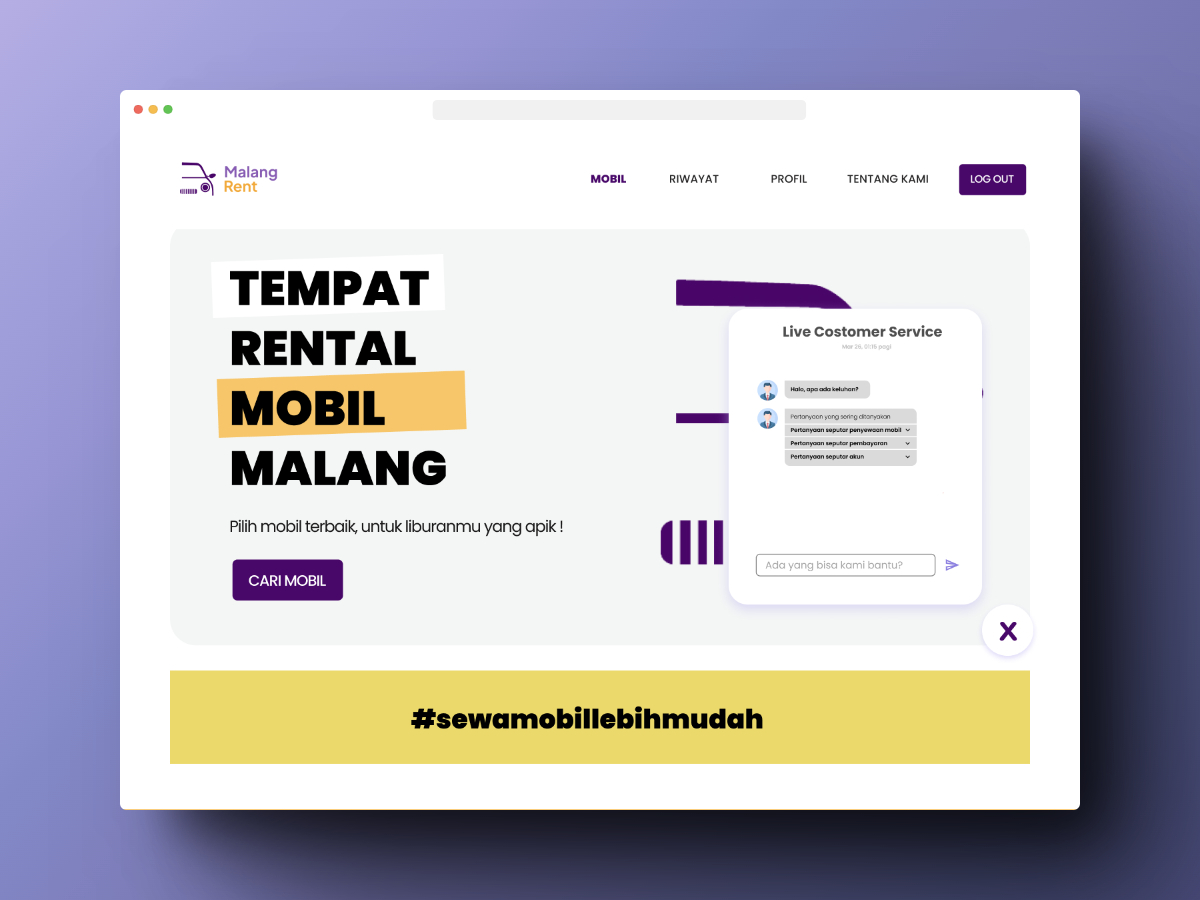 Malang
Rent
MOBIL
RIWAYAT
PROFIL
TENTANG KAMI
LOG OUT
TEMPAT
RENTAL
MOBIL
MALANG
Pilih mobil terbaik, untuk liburanmu yang apik !
CARI MOBIL
Live Costomer Service
Mar 26, 01:16 pagi
Halo, apa ada keluhan?
Pertanyaan yang sering ditanyakan
Pertanyaan seputar penyewaan mobil
Pertanyaan seputar pembayaran
Pertanyaan seputar akun
Ada yang bisa kami bantu?
X
#sewamobillebihmudah